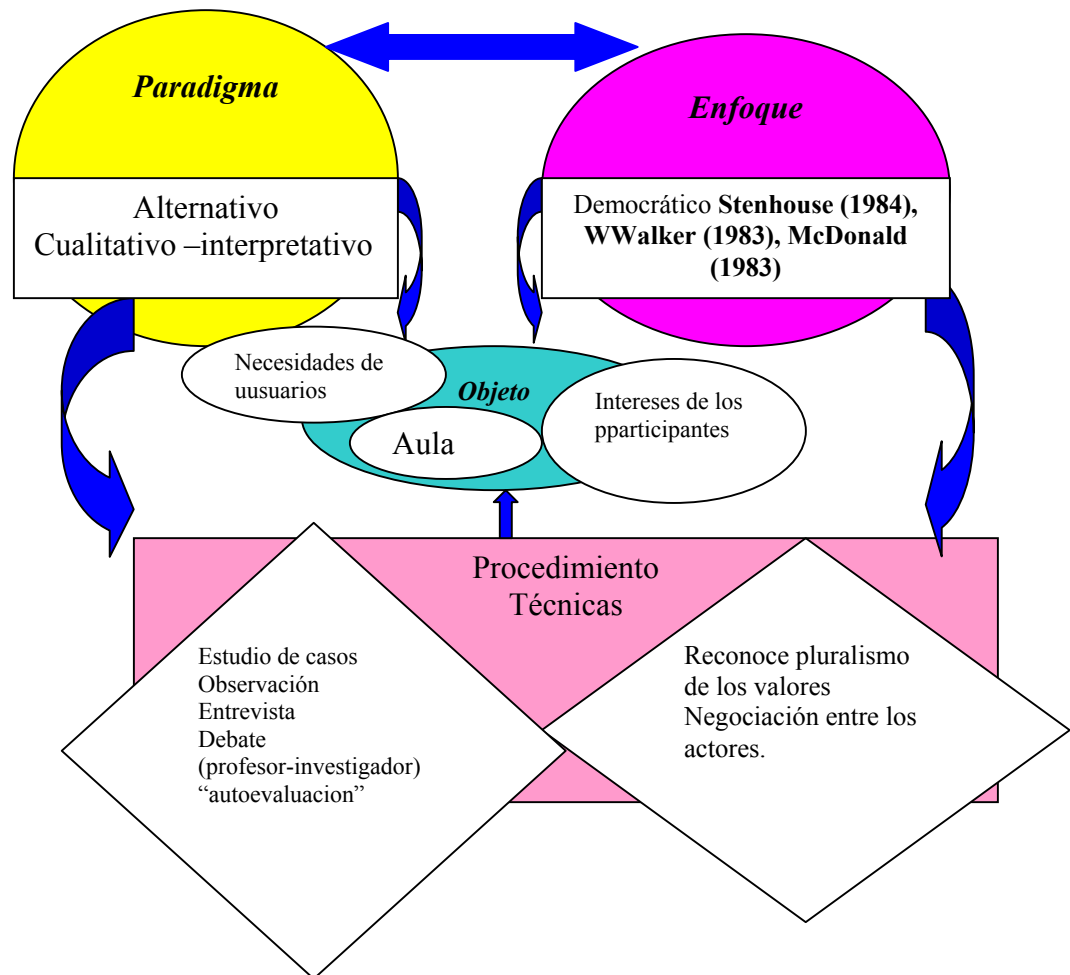 Paradigma
Alternativo
Cualitativo –interpretativo
Enfoque
Democrático Stenhouse (1984),
WWalker (1983), McDonald
(1983)
Necesidades de
uusuarios
Objeto
Aula
Intereses de los
pparticipantes
Procedimiento
Técnicas
Estudio de casos
Observación
Entrevista
Debate
(profesor-investigador)
“autoevaluacion”
Reconoce pluralismo
de los valores
Negociación entre los
actores.